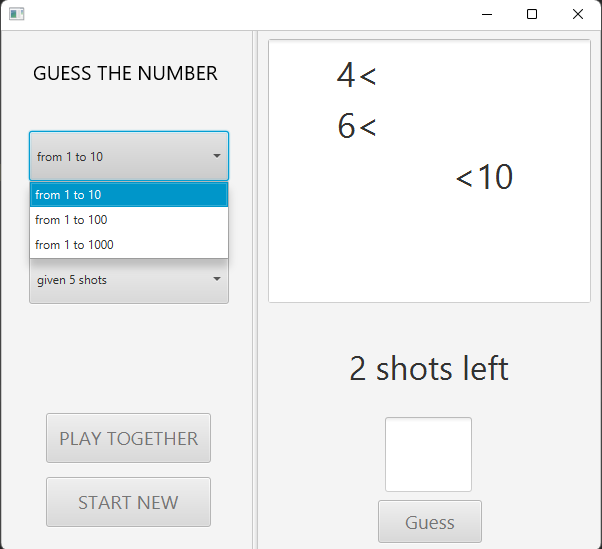 GUESS THE NUMBER
from 1 to 10
from 1 to 10
from 1 to 100
from 1 to 1000
given 5 shots
PLAY TOGETHER
START NEW
4<
6<
<10
2 shots left
Guess